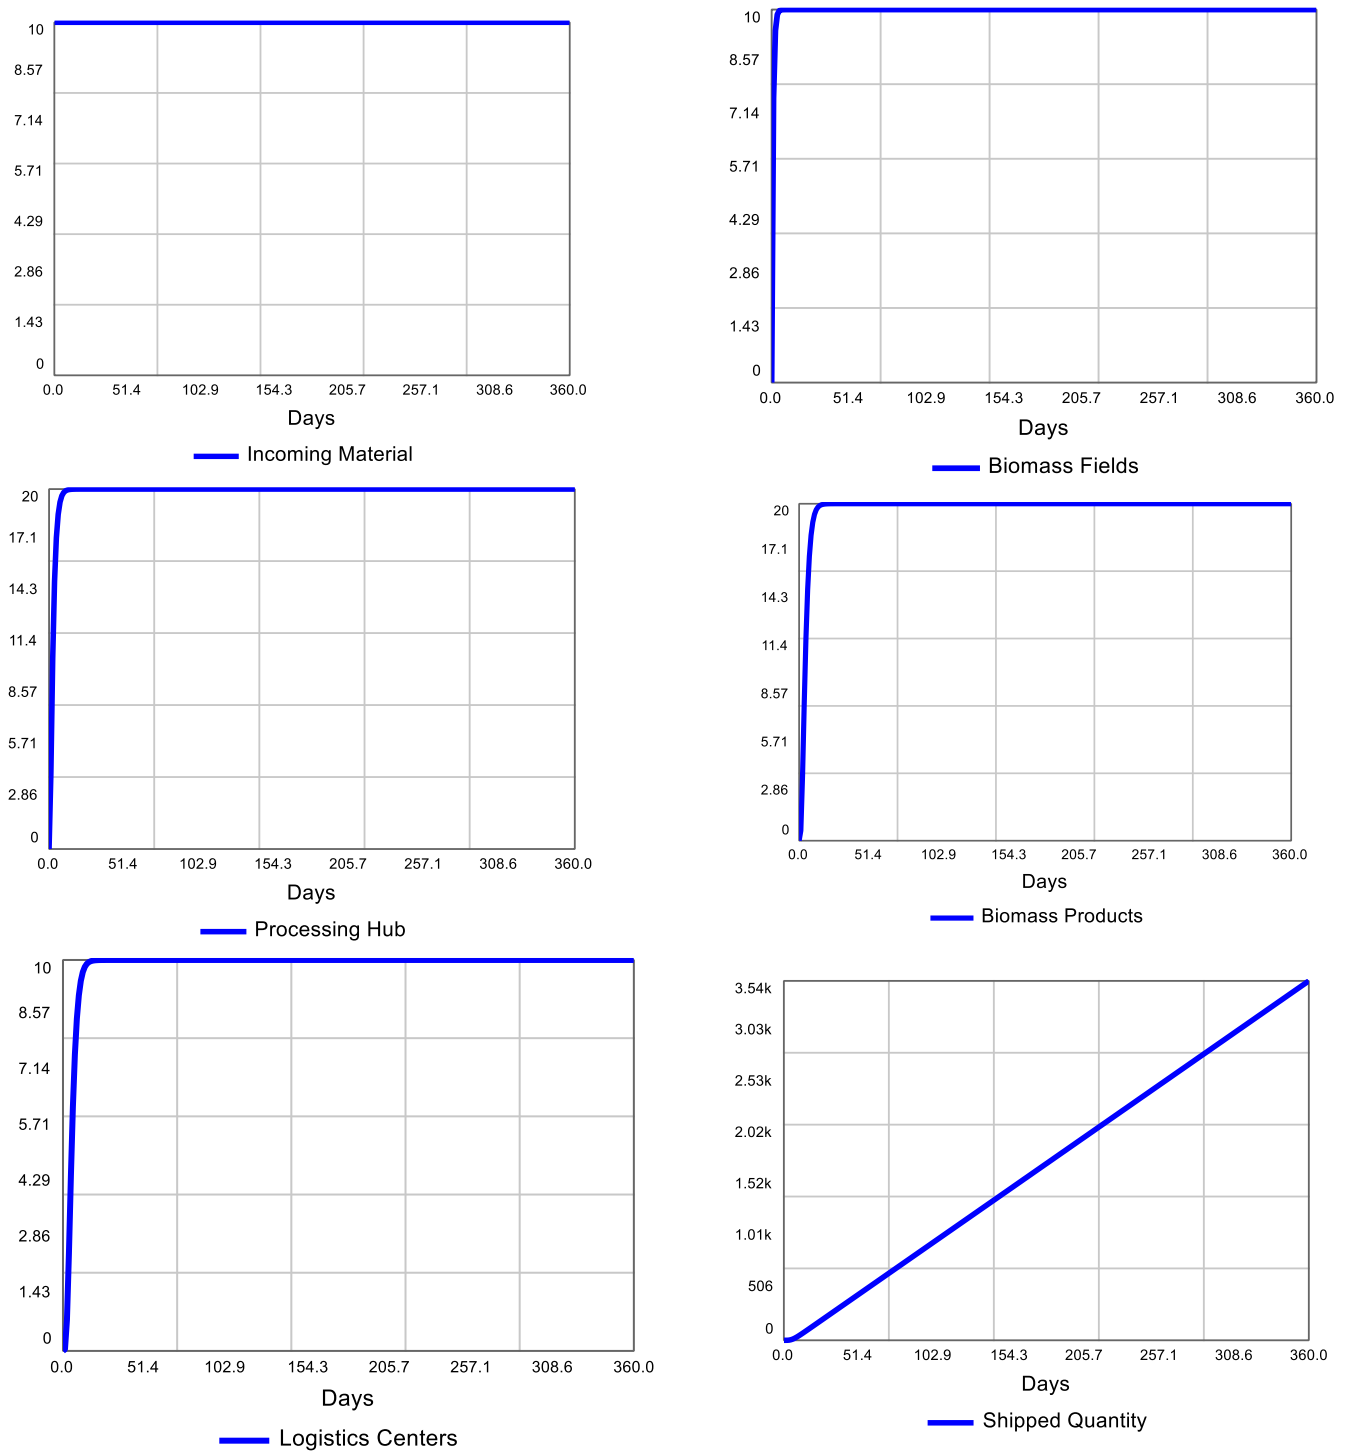 10
8.57
7.14
5.71
4.29
2.86
1.43
0
0.0 51.4 102.9 154.3 205.7 257.1 308.6 360.0
Days
Incoming Material
10
8.57
7.14
5.71
4.29
2.86
1.43
0
0.0 51.4 102.9 154.3 205.7 257.1 308.6 360.0
Days
Biomass Fields
20
17.1
14.3
11.4
8.57
5.71
2.86
0
0.0 51.4 102.9 154.3 205.7 257.1 308.6 360.0
Days
Processing Hub
20
17.1
14.3
11.4
8.57
5.71
2.86
0
0.0 51.4 102.9 154.3 205.7 257.1 308.6 360.0
Days
Biomass Products
10
8.57
7.14
5.71
4.29
2.86
1.43
0
0.0 51.4 102.9 154.3 205.7 257.1 308.6 360.0
Days
Logistics Centers
3.54k
3.03k
2.53k
2.02k
1.52k
1.01k
506
0
0.0 51.4 102.9 154.3 205.7 257.1 308.6 360.0
Days
Shipped Quantity